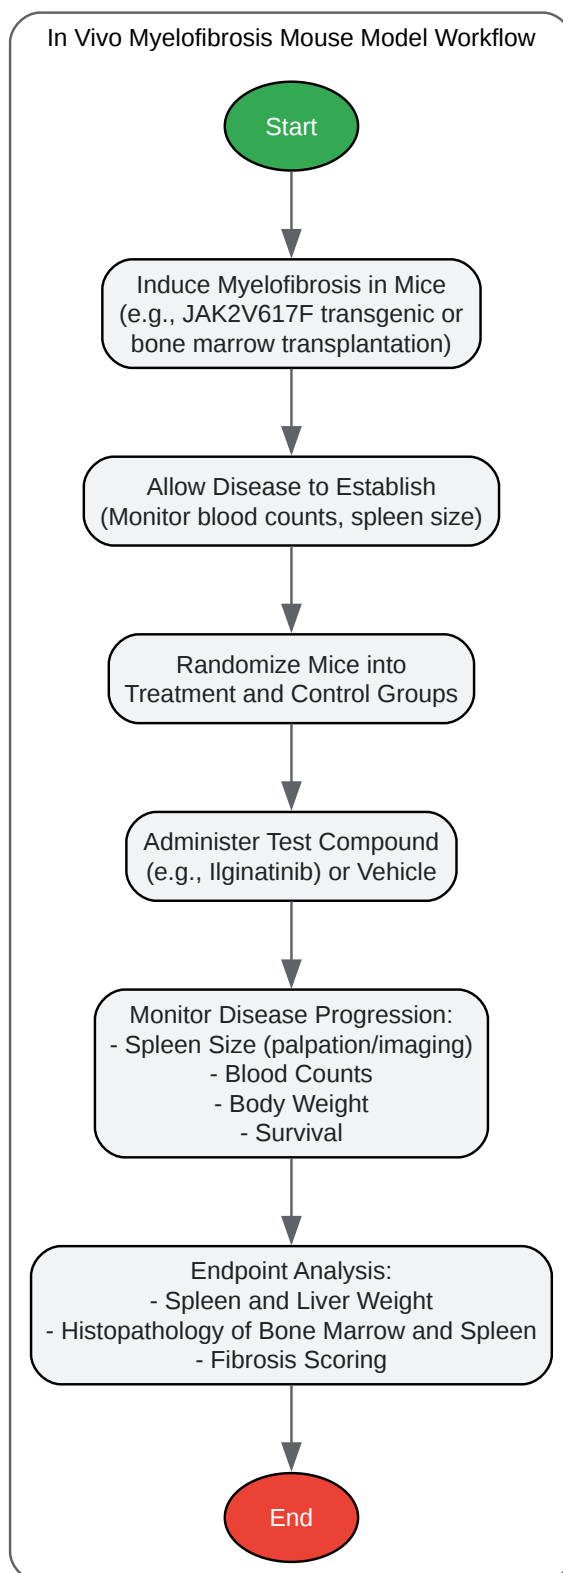 In Vivo Myelofibrosis Mouse Model Workflow
Start
Induce Myelofibrosis in Mice
(e.g., JAK2V617F transgenic or
bone marrow transplantation)
Allow Disease to Establish
(Monitor blood counts, spleen size)
Randomize Mice into
Treatment and Control Groups
Administer Test Compound
(e.g., Ilginatinib) or Vehicle
Monitor Disease Progression:
- Spleen Size (palpation/imaging)
- Blood Counts
- Body Weight
- Survival
Endpoint Analysis:
- Spleen and Liver Weight
- Histopathology of Bone Marrow and Spleen
- Fibrosis Scoring
End